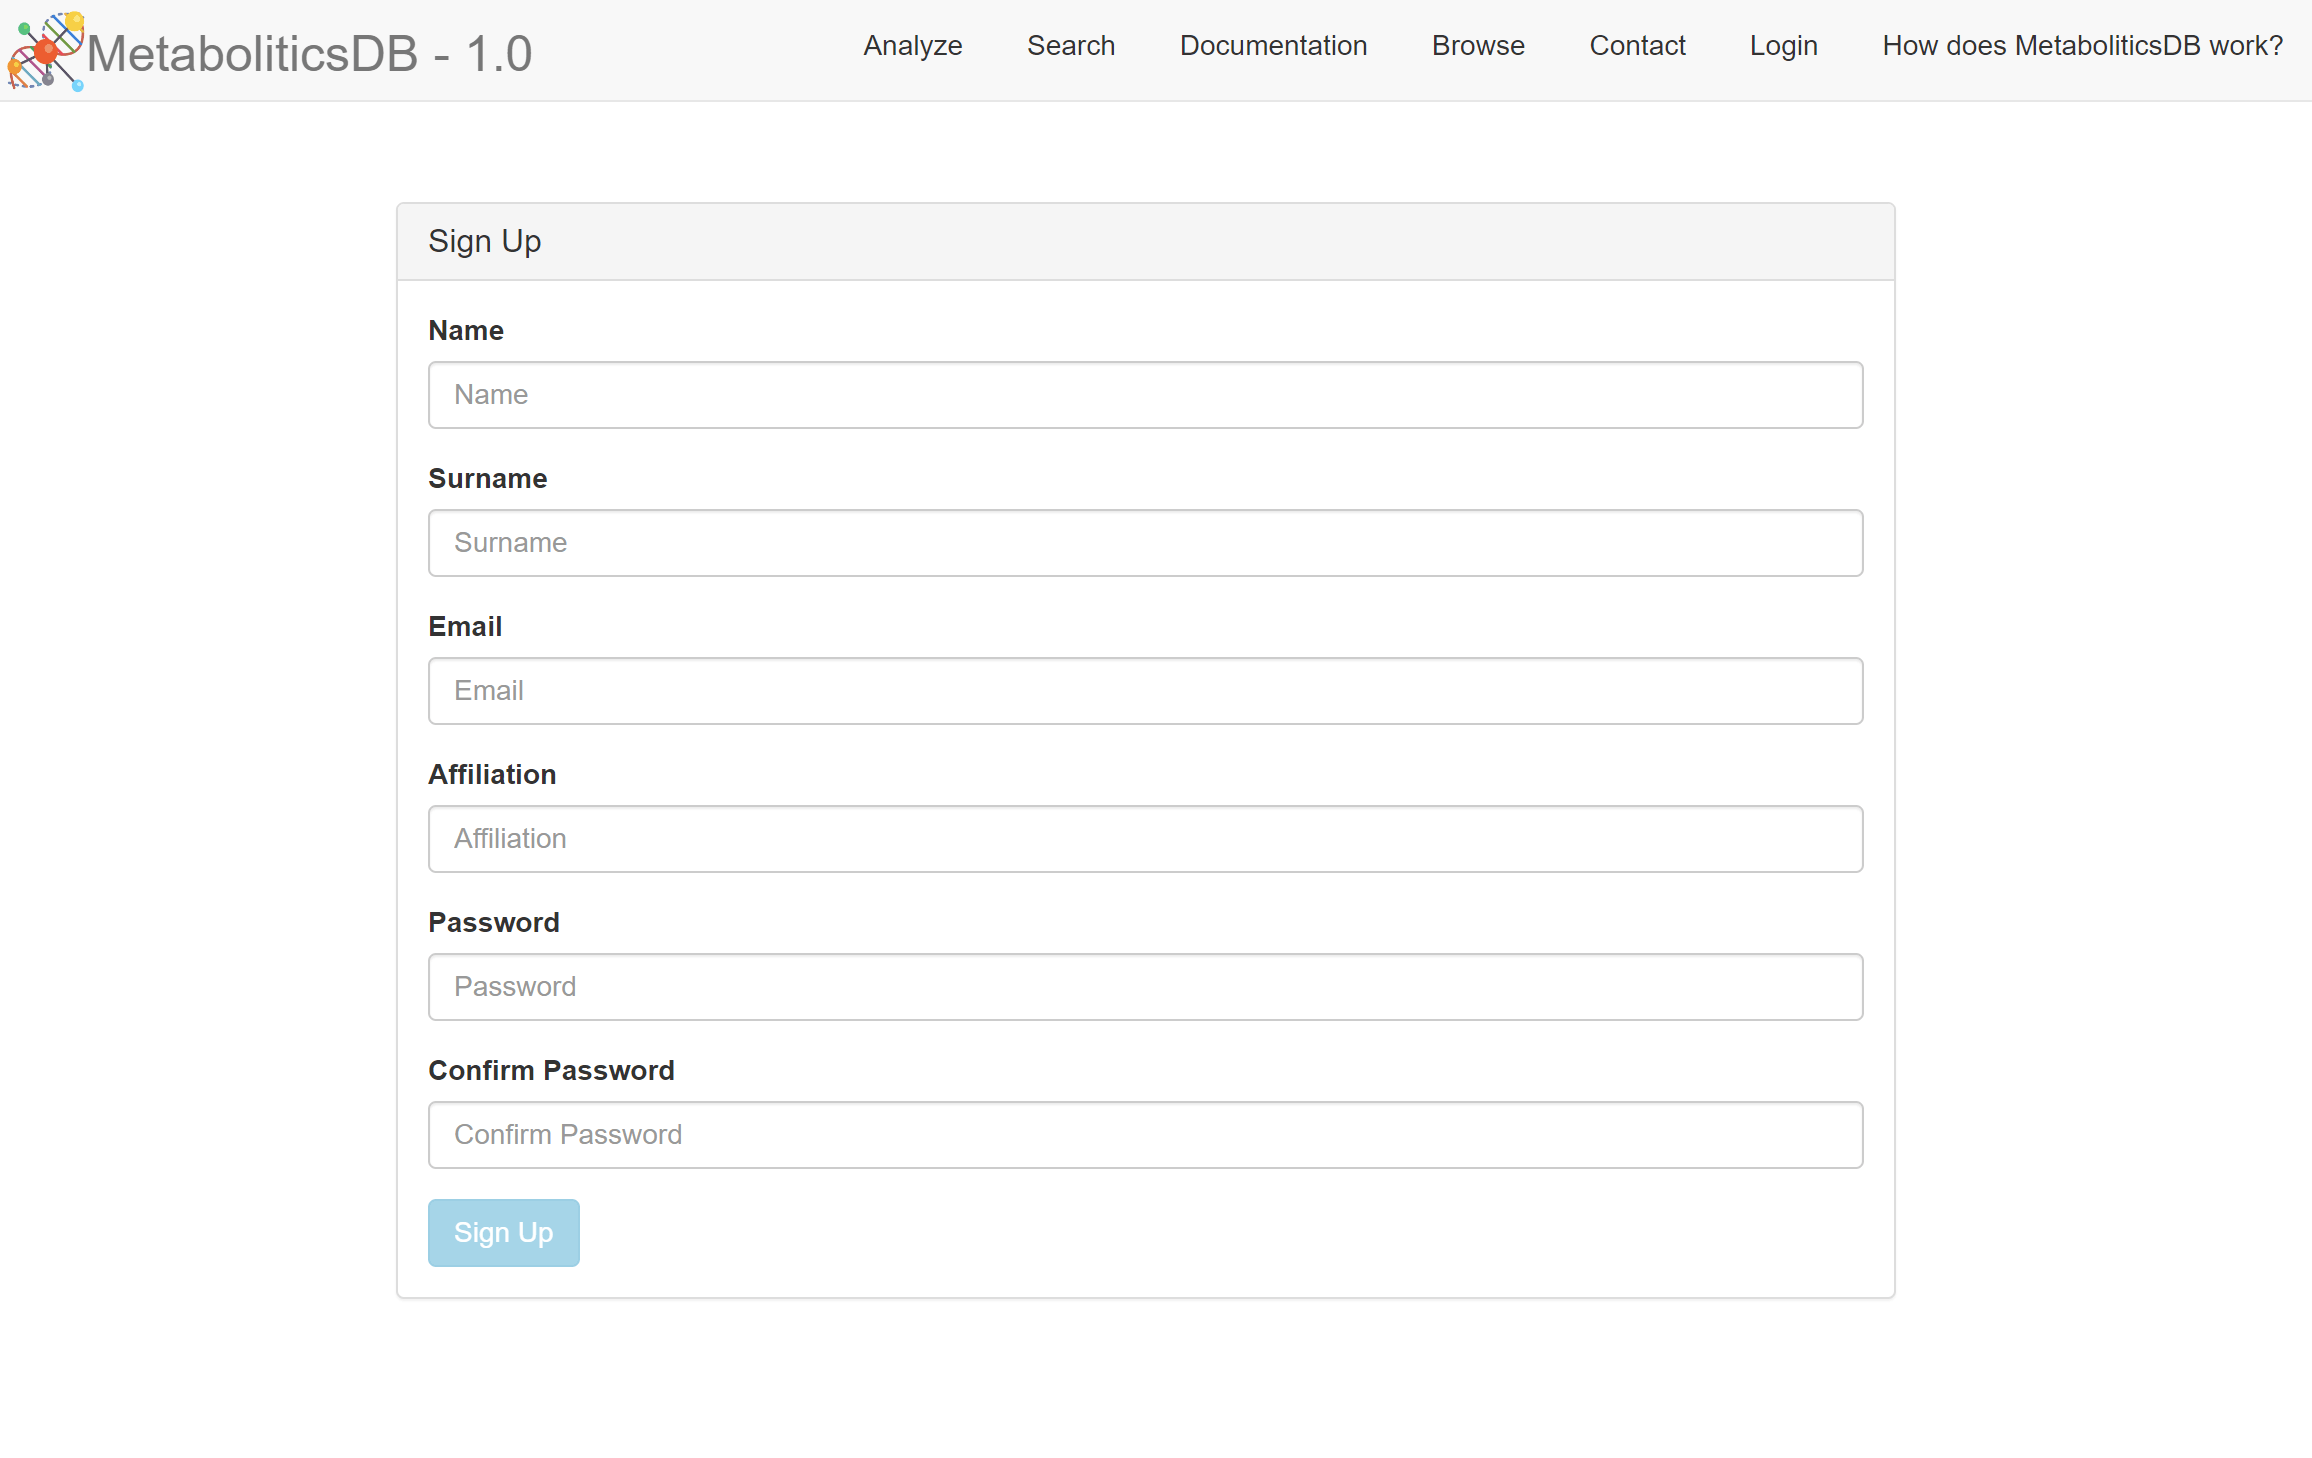 MetaboliticsDB - 1.0
Analyze Search Documentation Browse Contact Login How does MetaboliticsDB work?
Sign Up
Name
Name
Surname
Surname
Email
Email
Affiliation
Affiliation
Password
Password
Confirm Password
Confirm Password
Sign Up